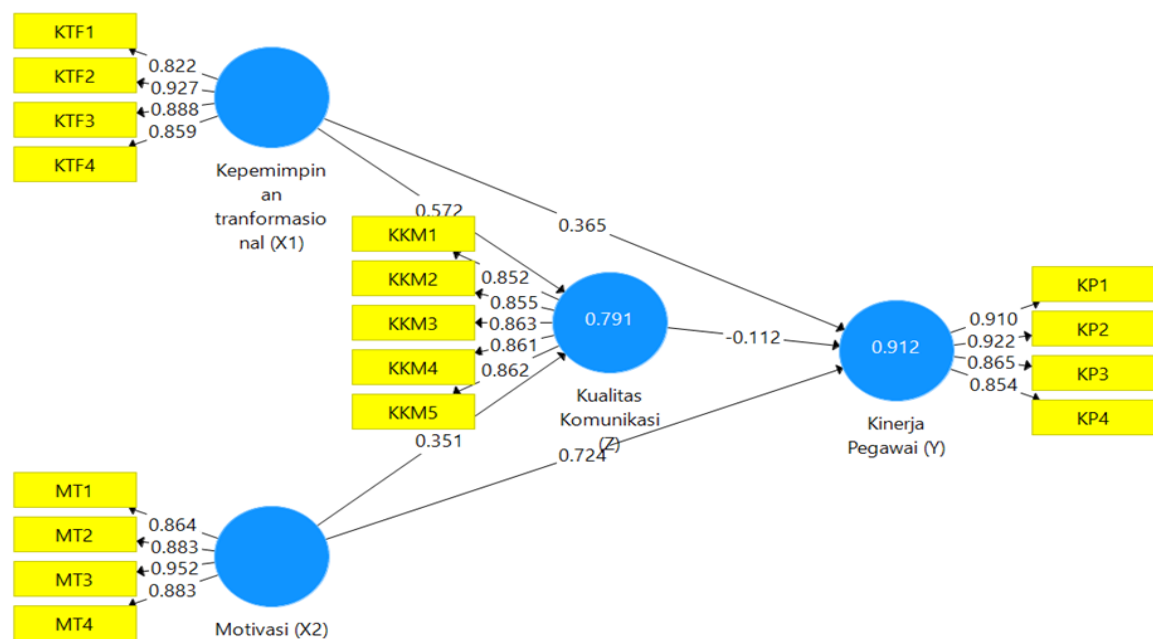 KTF1
KTF2
KTF3
KTF4
0.822
0.927
0.888
0.859
Kepemimpin
an
tranformasio
nal (X1)
0.572
0.365
KKM1
KKM2
KKM3
KKM4
KKM5
0.852
0.855
0.863
0.861
0.862
0.791
Kualitas
Komunikasi
(Z)
-0.112
0.912
Kinerja
Pegawai (Y)
0.910
0.922
0.865
0.854
KP1
KP2
KP3
KP4
0.351
0.724
MT1
MT2
MT3
MT4
0.864
0.883
0.952
0.883
Motivasi (X2)